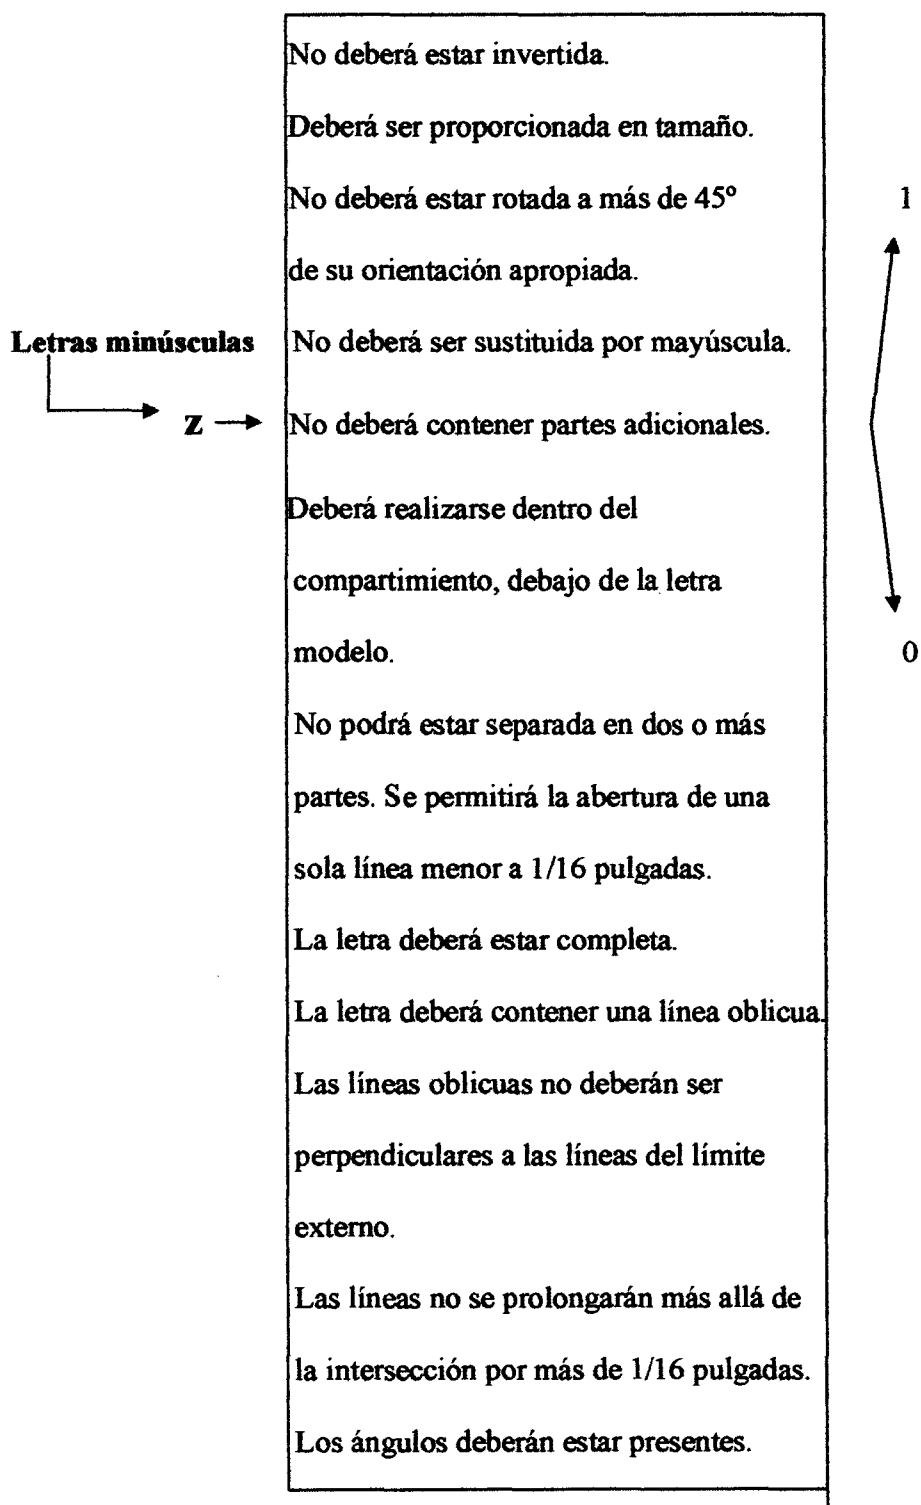 No deberá estar invertida.
Deberá ser proporcionada en tamaño.
No deberá estar rotada a más de 45º
1
de su orientación apropiada.
Letras minúsculas
No deberá ser sustituida por mayúscula.
z
No deberá contener partes adicionales.
Deberá realizarse dentro del
compartimiento, debajo de la letra
modelo.
0
No podrá estar separada en dos o más
partes. Se permitirá la abertura de una
sola línea menor a 1/16 pulgadas.
La letra deberá estar completa.
La letra deberá contener una línea oblicua.
Las líneas oblicuas no deberán ser
perpendiculares a las líneas del límite
externo.
Las líneas no se prolongarán más allá de
la intersección por más de 1/16 pulgadas.
Los ángulos deberán estar presentes.